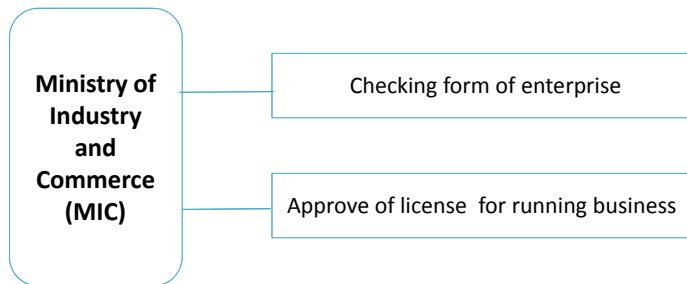 Ministry of
Industry
and
Commerce
(MIC)
Checking form of enterprise
Approve of license for running business